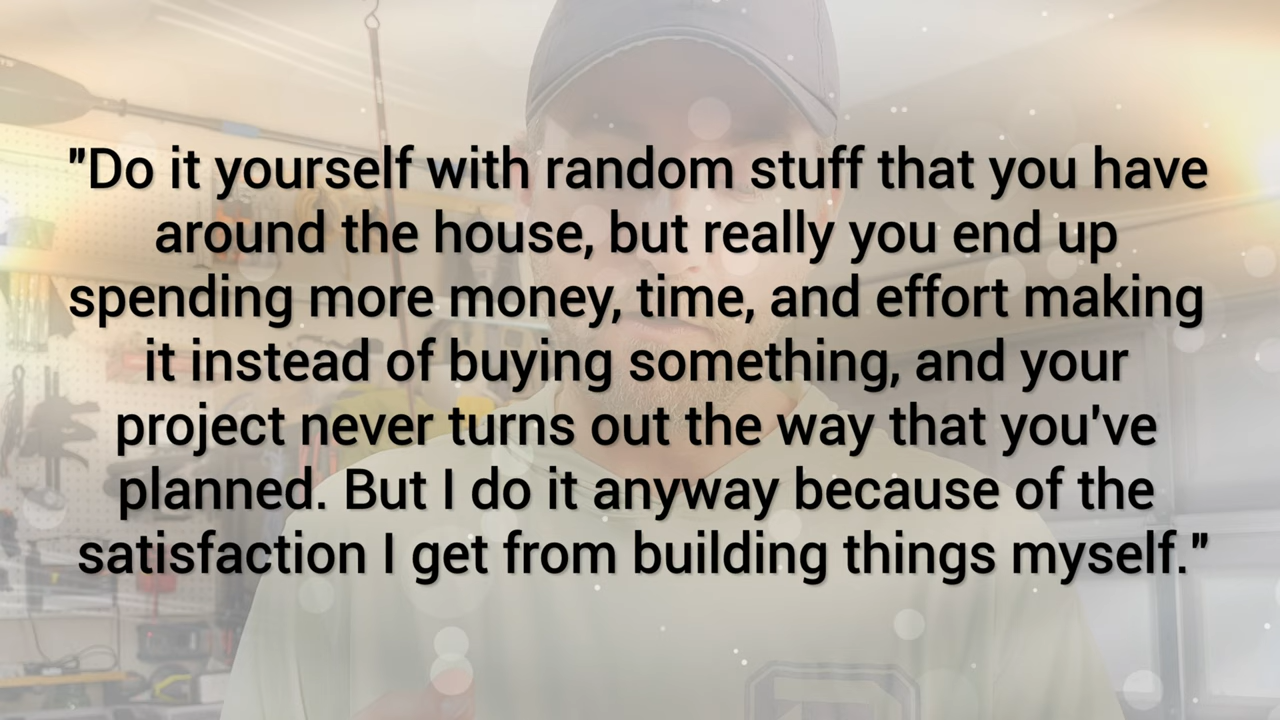 "Do it yourself with random stuff that you have
around the house, but really you end up
spending more money, time, and effort making
it instead of buying something, and your
project never turns out the way that you've
planned. But I do it anyway because of the
satisfaction I get from building things myself."